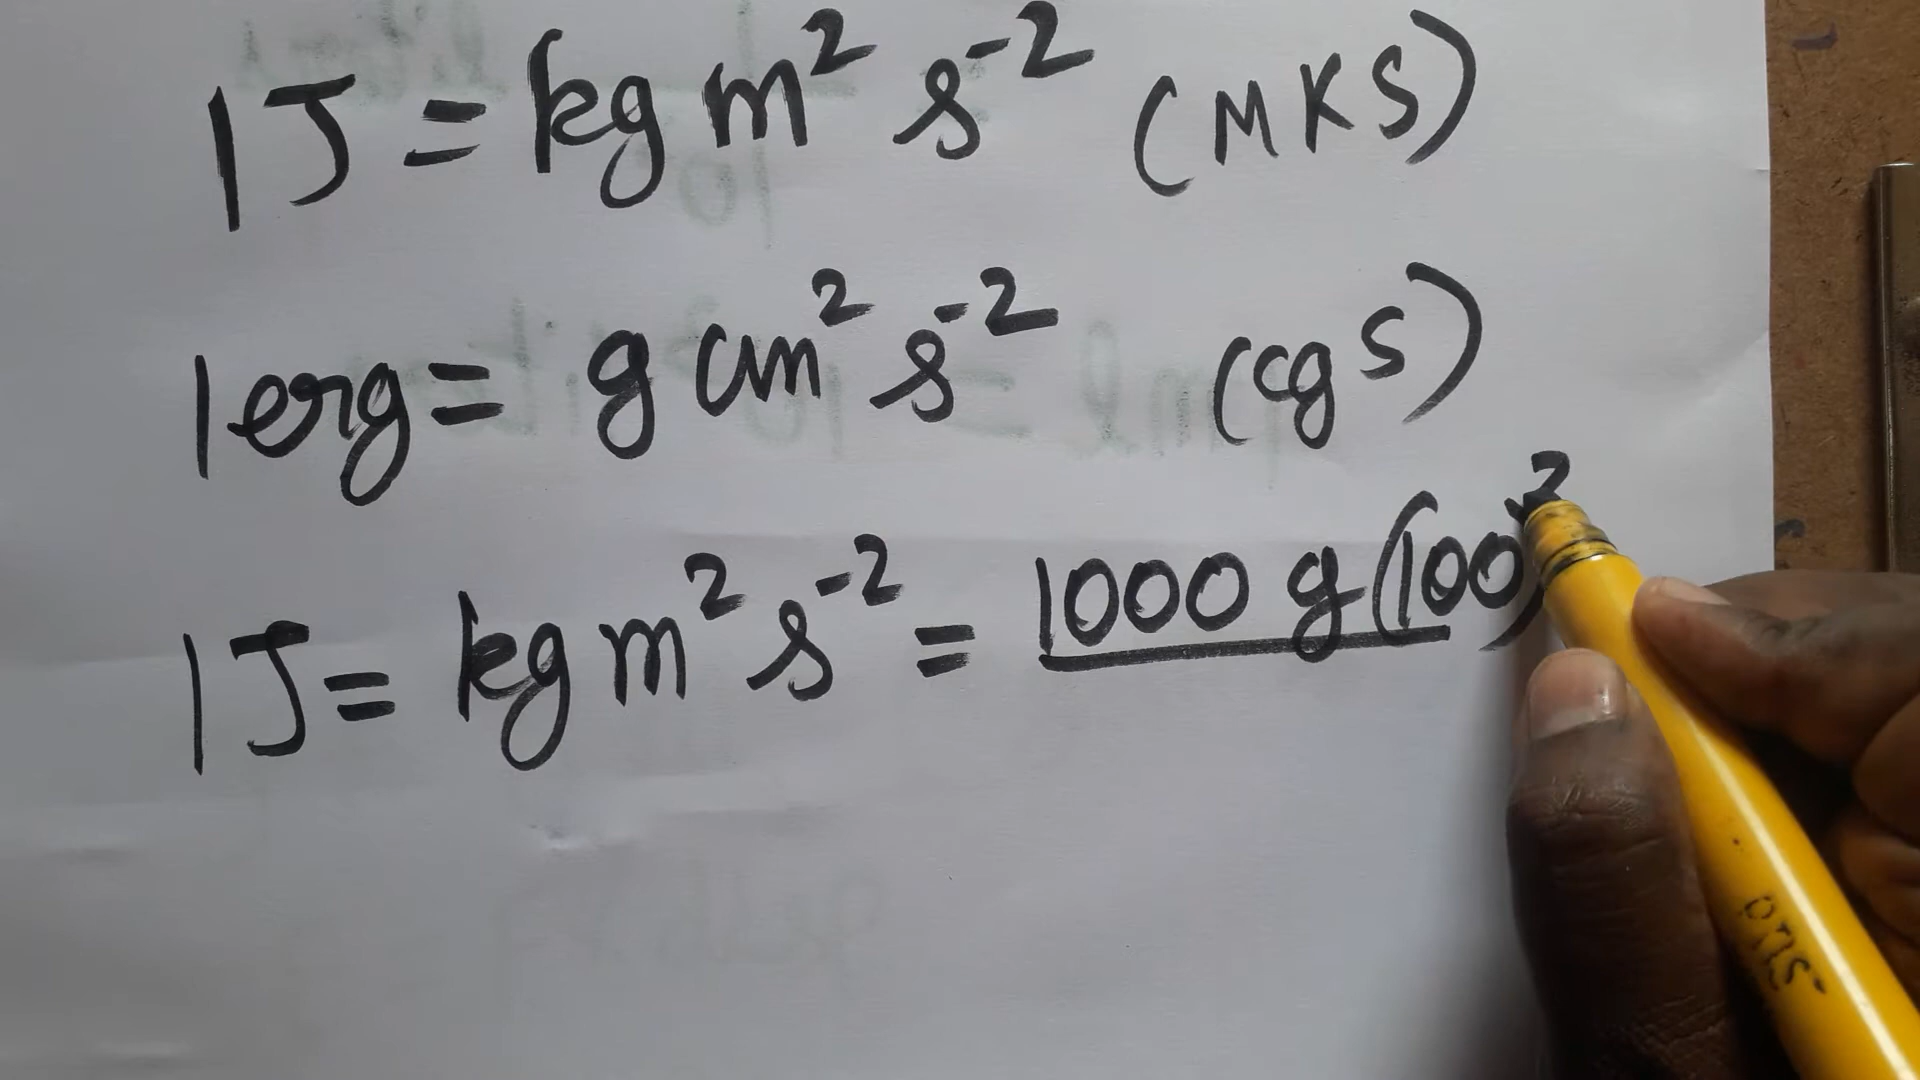 1J = kg m² s⁻² (MKS)
1erg = g cm² s⁻² (cgs)
1J = kg m² s⁻² = 1000 g (100)²